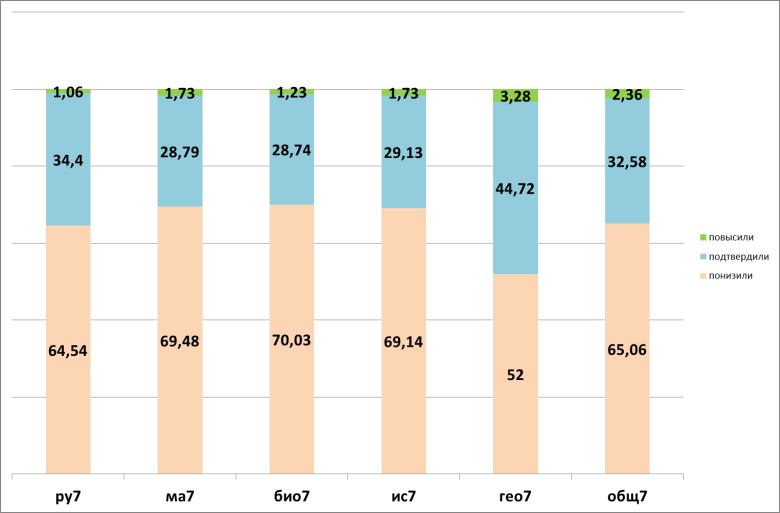 1,06 1,73 1,23 1,73 3,28 2,36
34,4 28,79 28,74 29,13 44,72 32,58
64,54 69,48 70,03 69,14 52 65,06
ру7 ма7 био7 ис7 гео7 общ7
повысили
подтвердили
понизили